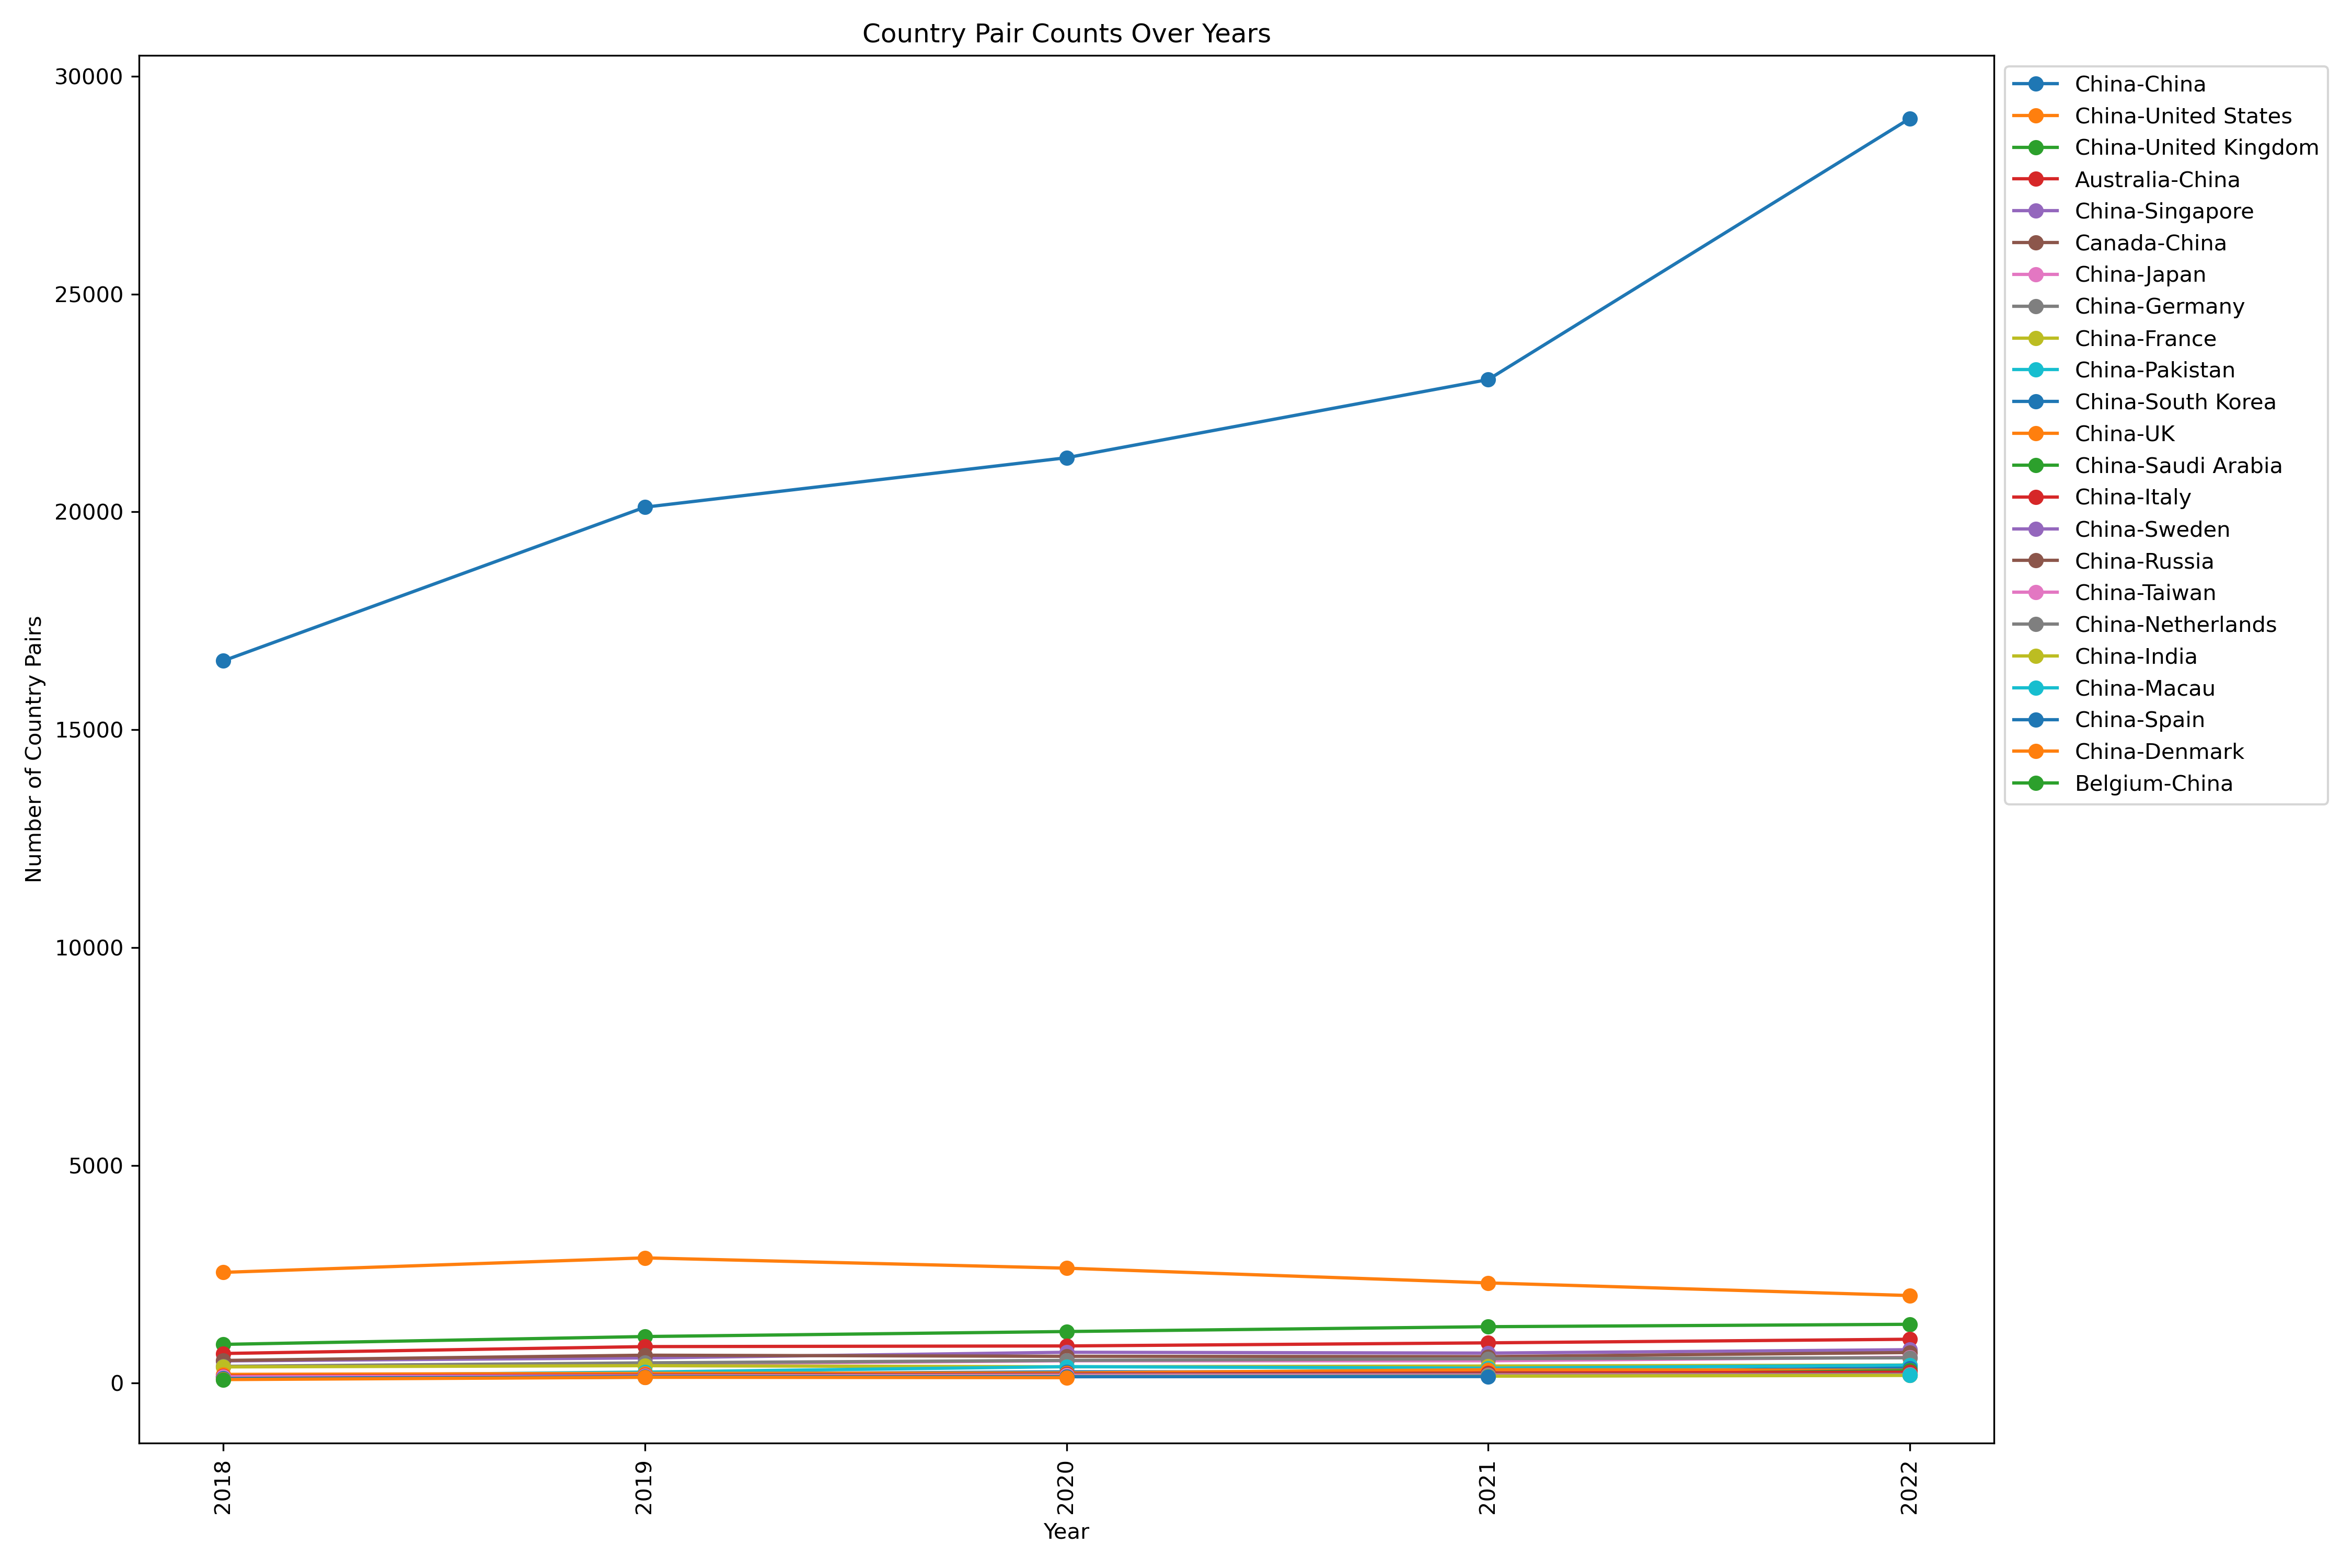 Country Pair Counts Over Years
30000
25000
20000
15000
10000
5000
0
Number of Country Pairs
2018
2019
2020
2021
2022
Year
China-China
China-United States
China-United Kingdom
Australia-China
China-Singapore
Canada-China
China-Japan
China-Germany
China-France
China-Pakistan
China-South Korea
China-UK
China-Saudi Arabia
China-Italy
China-Sweden
China-Russia
China-Taiwan
China-Netherlands
China-India
China-Macau
China-Spain
China-Denmark
Belgium-China